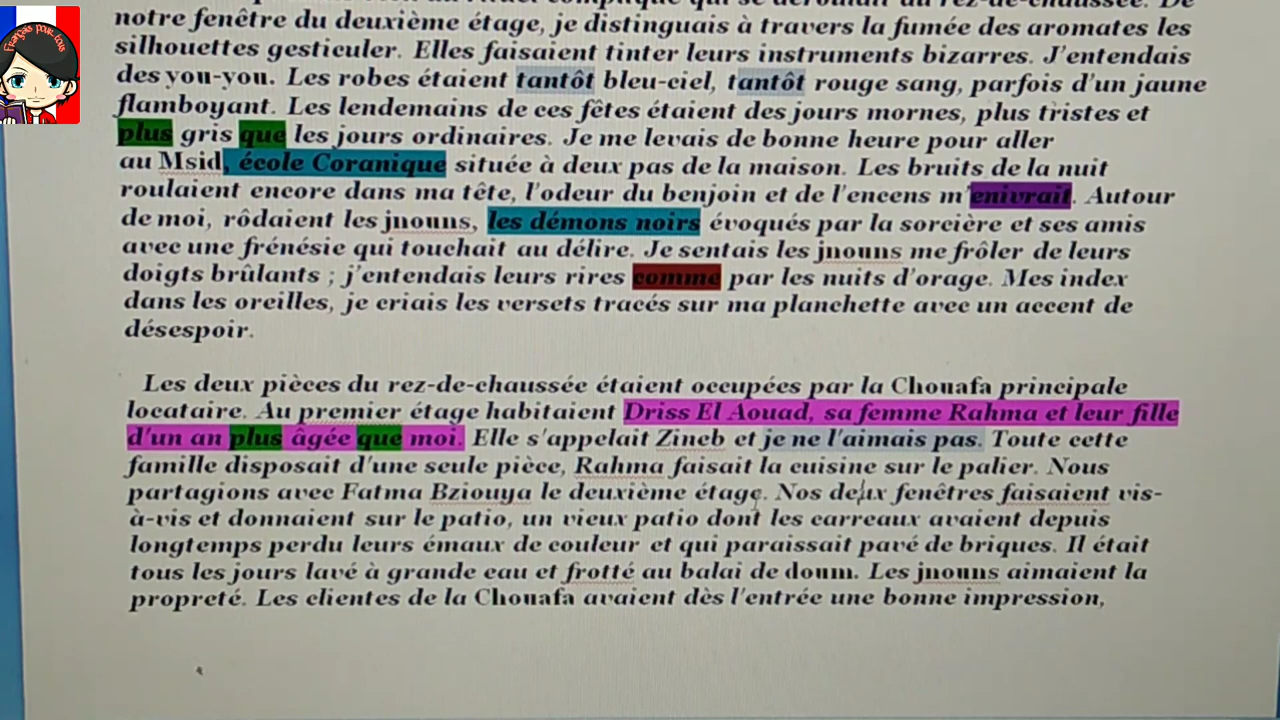 Français pour tous
notre fenêtre du deuxième étage, je distinguais à travers la fumée des aromates les
silhouettes gesticuler. Elles faisaient tinter leurs instruments bizarres. J'entendais
des you-you. Les robes étaient tantôt bleu-ciel, tantôt rouge sang, parfois d'un jaune
flamboyant. Les lendemains de ces fêtes étaient des jours mornes, plus tristes et
plus gris que les jours ordinaires. Je me levais de bonne heure pour aller
au Msid, école Coranique située à deux pas de la maison. Les bruits de la nuit
roulaient encore dans ma tête, l'odeur du benjoin et de l'encens m'enivrait. Autour
de moi, rôdaient les jnouns, les démons noirs évoqués par la sorcière et ses amis
avec une frénésie qui touchait au délire. Je sentais les jnouns me frôler de leurs
doigts brûlants ; j'entendais leurs rires comme par les nuits d'orage. Mes index
dans les oreilles, je criais les versets tracés sur ma planchette avec un accent de
désespoir.
Les deux pièces du rez-de-chaussée étaient occupées par la Chouafa principale
locataire. Au premier étage habitaient Driss El Aouad, sa femme Rahma et leur fille
d'un an plus âgée que moi. Elle s'appelait Zineb et je ne l'aimais pas. Toute cette
famille disposait d'une seule pièce, Rahma faisait la cuisine sur le palier. Nous
partagions avec Fatma Bziouya le deuxième étage. Nos deux fenêtres faisaient vis-
à-vis et donnaient sur le patio, un vieux patio dont les carreaux avaient depuis
longtemps perdu leurs émaux de couleur et qui paraissait pavé de briques. Il était
tous les jours lavé à grande eau et frotté au balai de doum. Les jnouns aimaient la
propreté. Les clientes de la Chouafa avaient dès l'entrée une bonne impression,